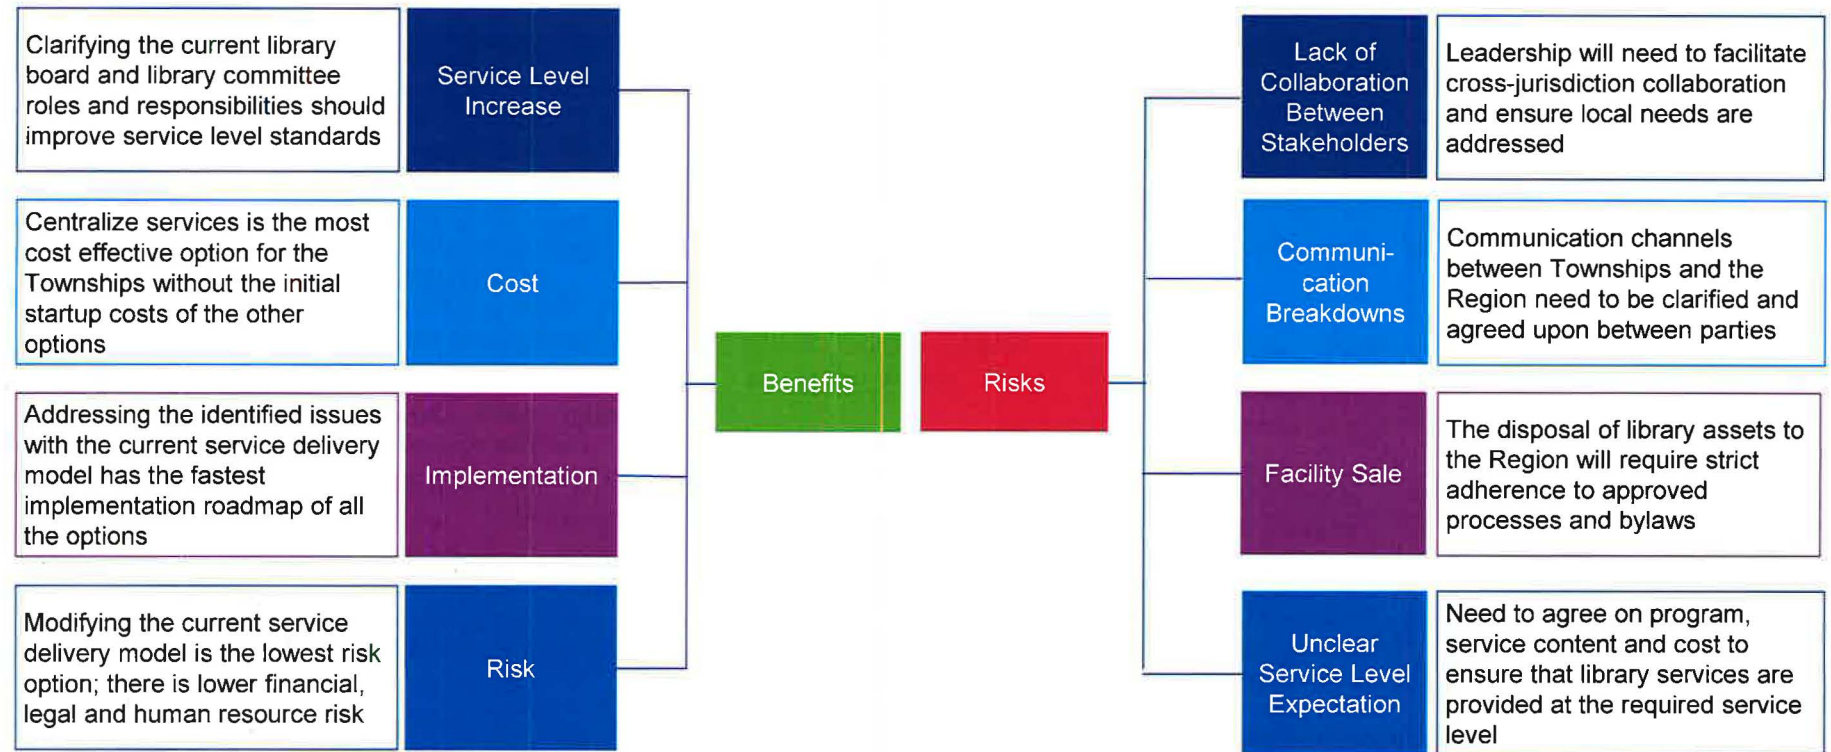 Clarifying the current library
board and library committee
roles and responsibilities should
improve service level standards
Service Level
Increase
Centralize services is the most
cost effective option for the
Townships without the initial
startup costs of the other
options
Cost
Addressing the identified issues
with the current service delivery
model has the fastest
implementation roadmap of all
the options
Implementation
Modifying the current service
delivery model is the lowest risk
option; there is lower financial,
legal and human resource risk
Risk
Benefits
Risks
Lack of
Collaboration
Between
Stakeholders
Leadership will need to facilitate
cross-jurisdiction collaboration
and ensure local needs are
addressed
Communi-
cation
Breakdowns
Communication channels
between Townships and the
Region need to be clarified and
agreed upon between parties
Facility Sale
The disposal of library assets to
the Region will require strict
adherence to approved
processes and bylaws
Unclear
Service Level
Expectation
Need to agree on program,
service content and cost to
ensure that library services are
provided at the required service
level